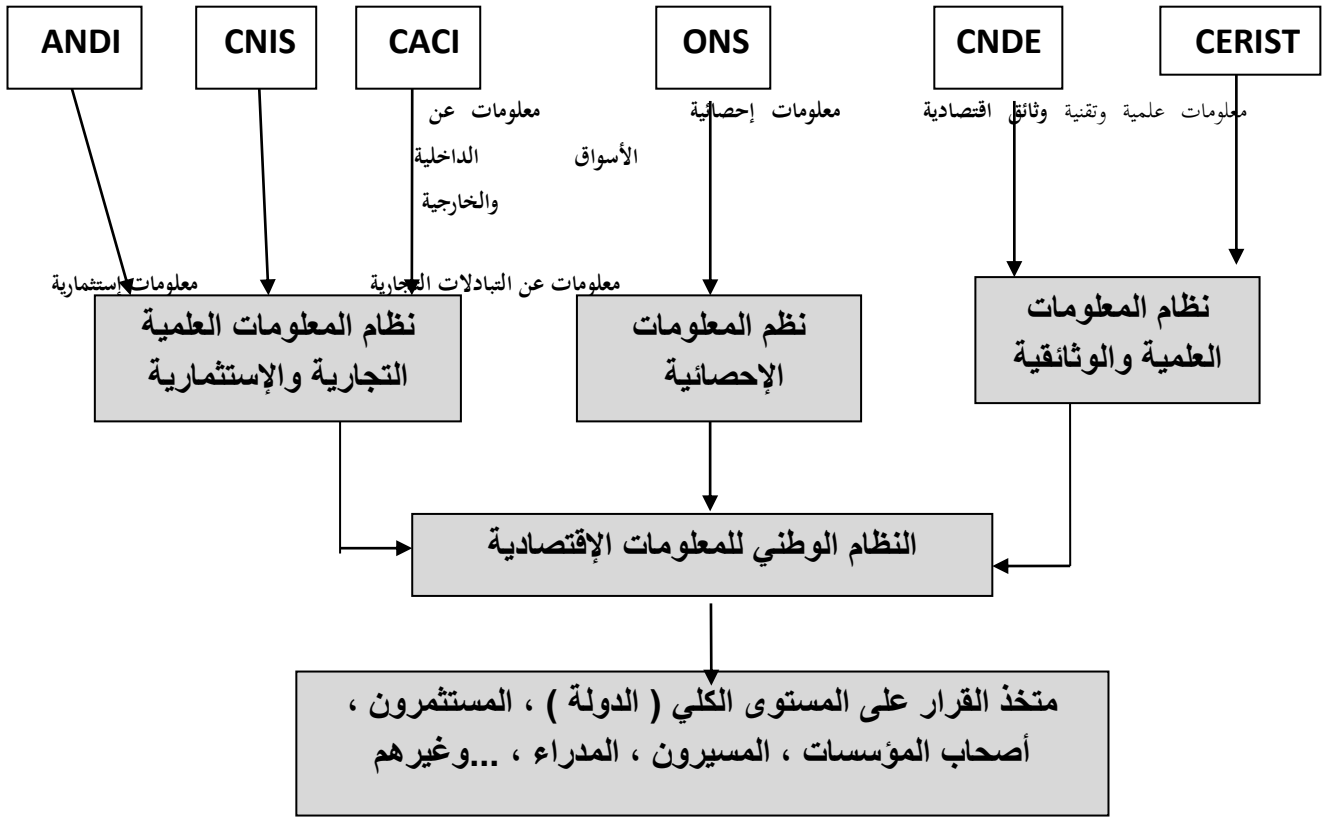 ANDI CNIS CACI ONS CNDE CERIST
معلومات عن
الأسواق الداخلية
والخارجية
معلومات إحصائية
وثائق اقتصادية
معلومات علمية وتقنية
معلومات إستثمارية
معلومات عن التبادلات التجارية
نظام المعلومات العلمية
التجارية والإستثمارية
نظم المعلومات
الإحصائية
نظام المعلومات
العلمية والوثائقية
النظام الوطني للمعلومات الإقتصادية
متخذ القرار على المستوى الكلي ( الدولة ) ، المستثمرون ،
أصحاب المؤسسات ، المسيرون ، المدراء ، ...وغيرهم